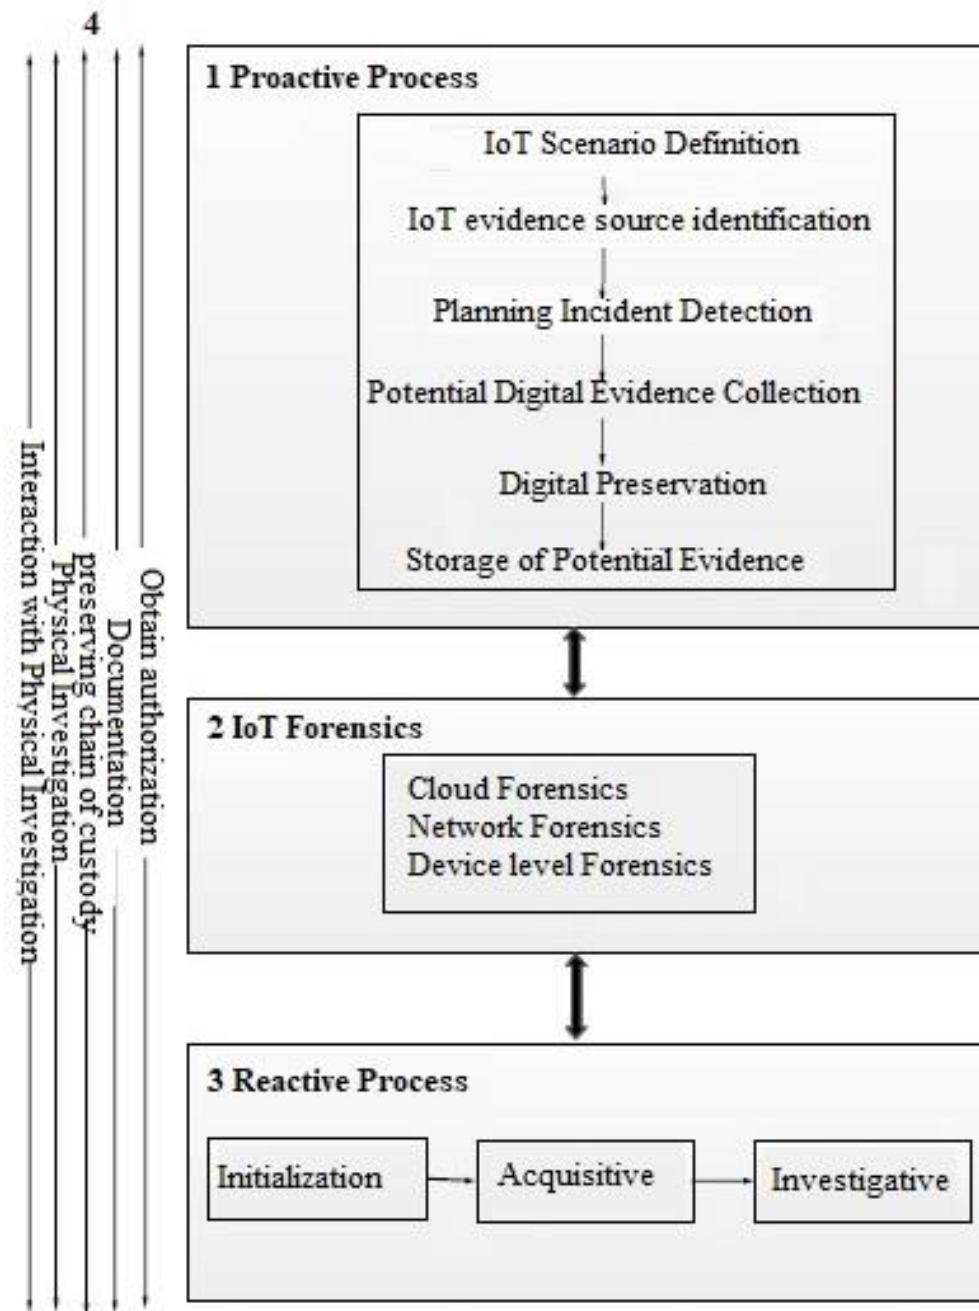 4
1 Proactive Process
IoT Scenario Definition
IoT evidence source identification
Planning Incident Detection
Potential Digital Evidence Collection
Digital Preservation
Storage of Potential Evidence
2 IoT Forensics
Cloud Forensics
Network Forensics
Device level Forensics
3 Reactive Process
Initialization
Acquisitive
Investigative
Obtain authorization
Documentation
preserving chain of custody
Physical Investigation
Interaction with Physical Investigation